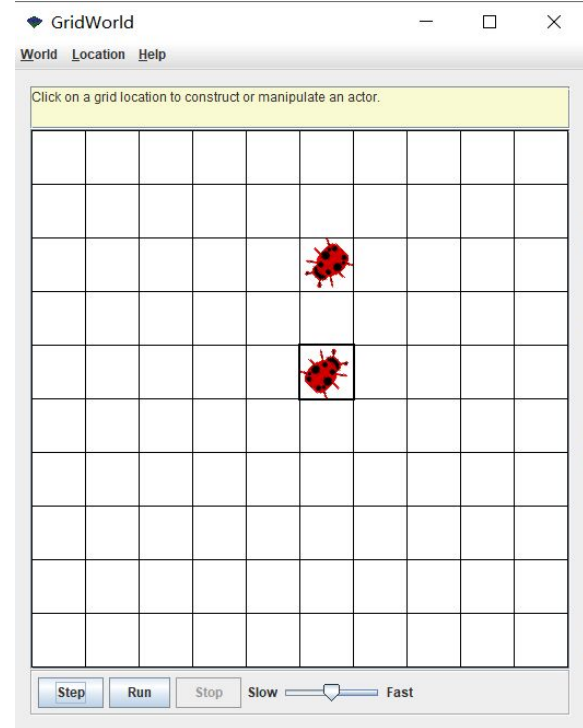 GridWorld
World Location Help
Click on a grid location to construct or manipulate an actor.
Step Run Stop Slow Fast